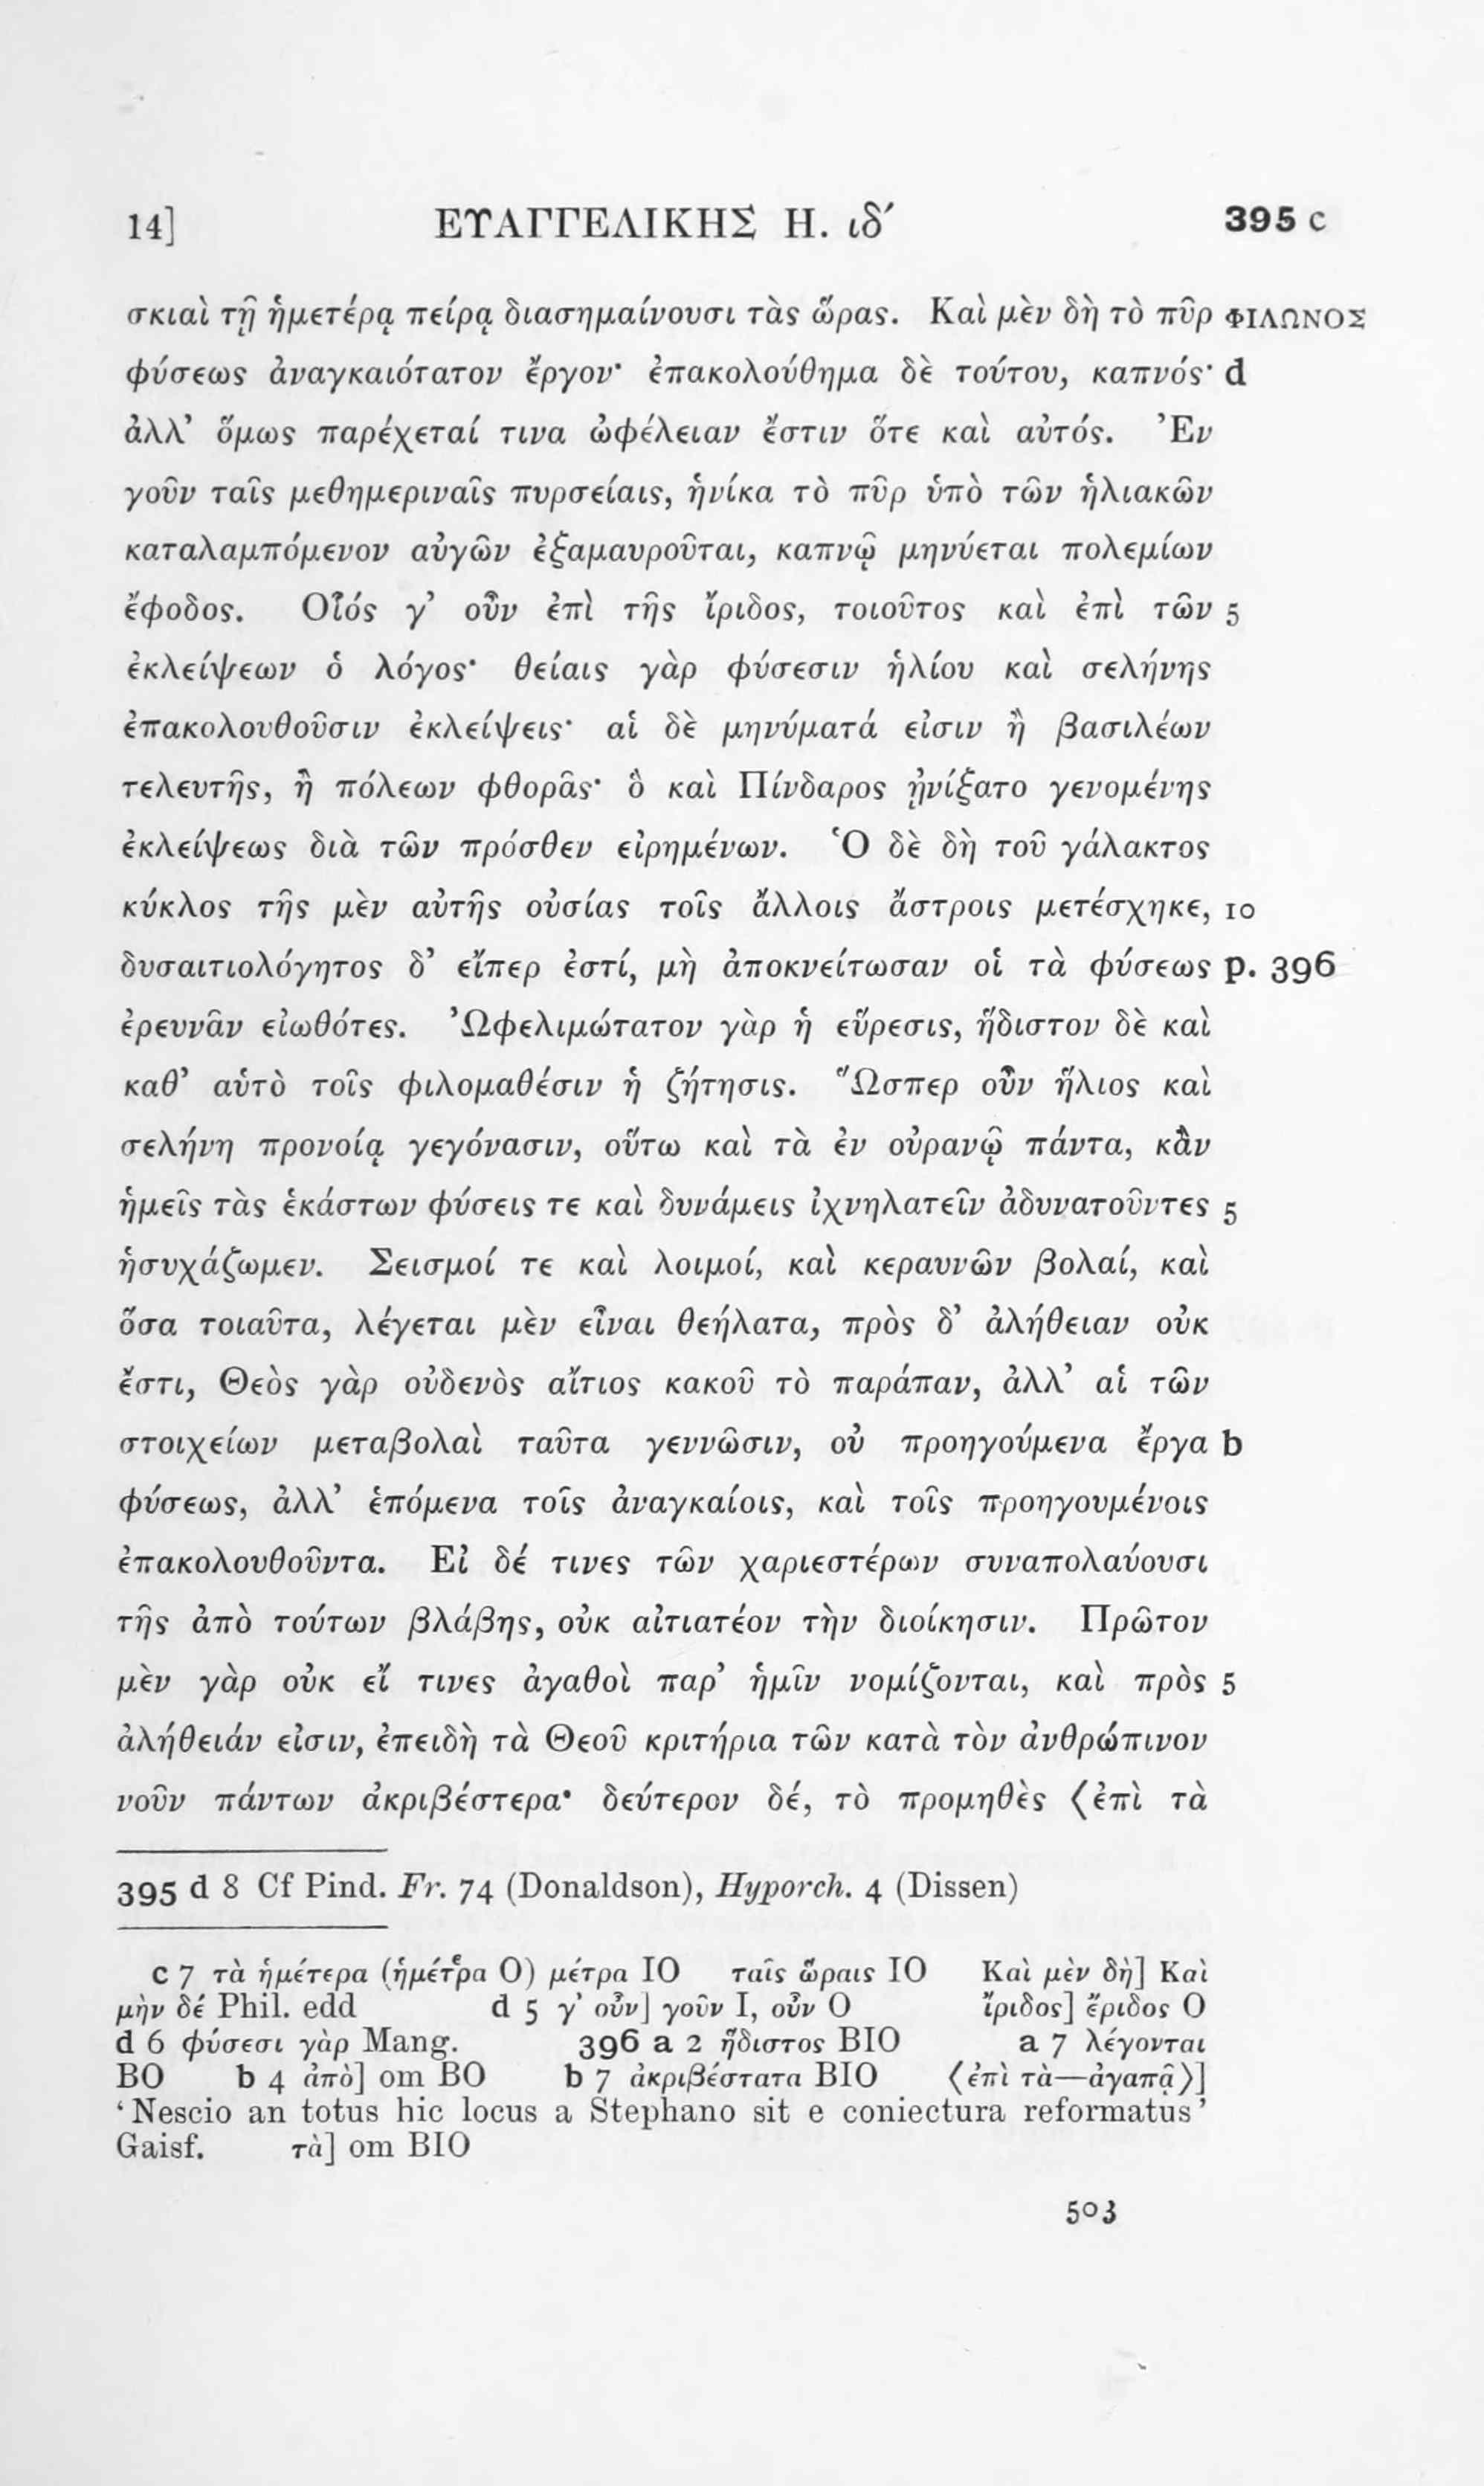 14] ΕΥΑΓΓΕΛΙΚΗΣ Η. ιδ´ 395 c
σκιαὶ τῇ ἡμετέρᾳ πείρᾳ διασημαίνουσι τὰς ὥρας. Καὶ μὲν δὴ τὸ πῦρ ΦΙΛΩΝΟΣ
φύσεως ἀναγκαιότατον ἔργον· ἐπακολούθημα δὲ τούτου, καπνός· d
ἀλλ’ ὅμως παρέχεταί τινα ὠφέλειαν ἔστιν ὅτε καὶ αὐτός. Ἐν
γοῦν ταῖς μεθημεριναῖς πυρσείαις, ἡνίκα τὸ πῦρ ὑπὸ τῶν ἡλιακῶν
καταλαμπόμενον αὐγῶν ἐξαμαυροῦται, καπνῷ μηνύεται πολεμίων
ἔφοδος. Οἷός γ’ οὖν ἐπὶ τῆς ἴριδος, τοιοῦτος καὶ ἐπὶ τῶν 5
ἐκλείψεων ὁ λόγος· θείαις γὰρ φύσεσιν ἡλίου καὶ σελήνης
ἐπακολουθοῦσιν ἐκλείψεις· αἱ δὲ μηνύματά εἰσιν ἢ βασιλέων
τελευτῆς, ἢ πόλεων φθορᾶς· ὃ καὶ Πίνδαρος ᾐνίξατο γενομένης
ἐκλείψεως διὰ τῶν πρόσθεν εἰρημένων. Ὁ δὲ δὴ τοῦ γάλακτος
κύκλος τῆς μὲν αὐτῆς οὐσίας τοῖς ἄλλοις ἄστροις μετέσχηκε, 10
δυσαιτιολόγητος δ’ εἴπερ ἐστί, μὴ ἀποκνείτωσαν οἱ τὰ φύσεως p. 396
ἐρευνᾶν εἰωθότες. Ὠφελιμώτατον γὰρ ἡ εὕρεσις, ἥδιστον δὲ καὶ
καθ’ αὑτὸ τοῖς φιλομαθέσιν ἡ ζήτησις. Ὥσπερ οὖν ἥλιος καὶ
σελήνη προνοίᾳ γεγόνασιν, οὕτω καὶ τὰ ἐν οὐρανῷ πάντα, κἂν
ἡμεῖς τὰς ἑκάστων φύσεις τε καὶ δυνάμεις ἰχνηλατεῖν ἀδυνατοῦντες 5
ἡσυχάζωμεν. Σεισμοί τε καὶ λοιμοί, καὶ κεραυνῶν βολαί, καὶ
ὅσα τοιαῦτα, λέγεται μὲν εἶναι θεήλατα, πρὸς δ’ ἀλήθειαν οὐκ
ἔστι, Θεὸς γὰρ οὐδενὸς αἴτιος κακοῦ τὸ παράπαν, ἀλλ’ αἱ τῶν
στοιχείων μεταβολαὶ ταῦτα γεννῶσιν, οὐ προηγούμενα ἔργα b
φύσεως, ἀλλ’ ἑπόμενα τοῖς ἀναγκαίοις, καὶ τοῖς προηγουμένοις
ἐπακολουθοῦντα. Εἰ δέ τινες τῶν χαριεστέρων συναπολαύουσι
τῆς ἀπὸ τούτων βλάβης, οὐκ αἰτιατέον τὴν διοίκησιν. Πρῶτον
μὲν γὰρ οὐκ εἴ τινες ἀγαθοὶ παρ’ ἡμῖν νομίζονται, καὶ πρὸς 5
ἀλήθειάν εἰσιν, ἐπειδὴ τὰ Θεοῦ κριτήρια τῶν κατὰ τὸν ἀνθρώπινον
νοῦν πάντων ἀκριβέστερα· δεύτερον δέ, τὸ προμηθὲς ⟨ἐπὶ τὰ
395 d 8 Cf Pind. Fr. 74 (Donaldson), Hyporch. 4 (Dissen)
c 7 τὰ ἡμέτερα (ἡμέτ̔ρα O) μέτρα IO ταῖς ὥραις IO Καὶ μὲν δὴ] Καὶ
μὴν δέ Phil. edd d 5 γ’ οὖν] γοῦν I, οὖν O ἴριδος] ἔριδος O
d 6 φύσεσι γὰρ Mang. 396 a 2 ἥδιστος BIO a 7 λέγονται
BO b 4 ἀπὸ] om BO b 7 ἀκριβέστατα BIO ⟨ἐπὶ τὰ—ἀγαπᾷ⟩]
‘Nescio an totus hic locus a Stephano sit e coniectura reformatus’
Gaisf. τὰ] om BIO
503